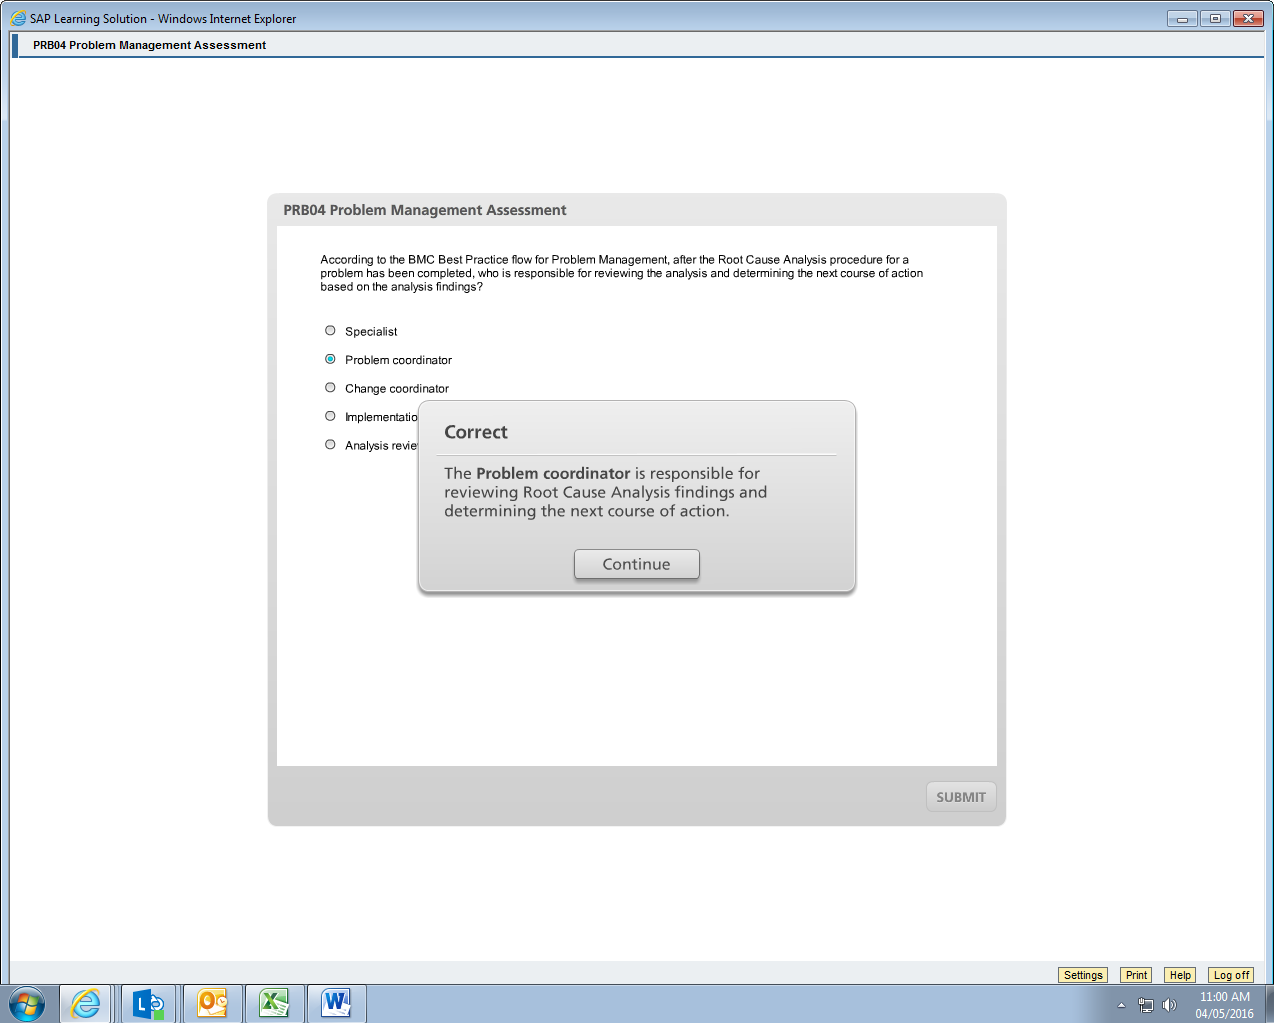 SAP Learning Solution - Windows Internet Explorer
PRB04 Problem Management Assessment
PRB04 Problem Management Assessment
According to the BMC Best Practice flow for Problem Management, after the Root Cause Analysis procedure for a
problem has been completed, who is responsible for reviewing the analysis and determining the next course of action
based on the analysis findings?
Specialist
Problem coordinator
Change coordinator
Implementatio
Analysis revie
Correct
The Problem coordinator is responsible for
reviewing Root Cause Analysis findings and
determining the next course of action.
Continue
SUBMIT
Settings Print Help Log off
11:00 AM
04/05/2016